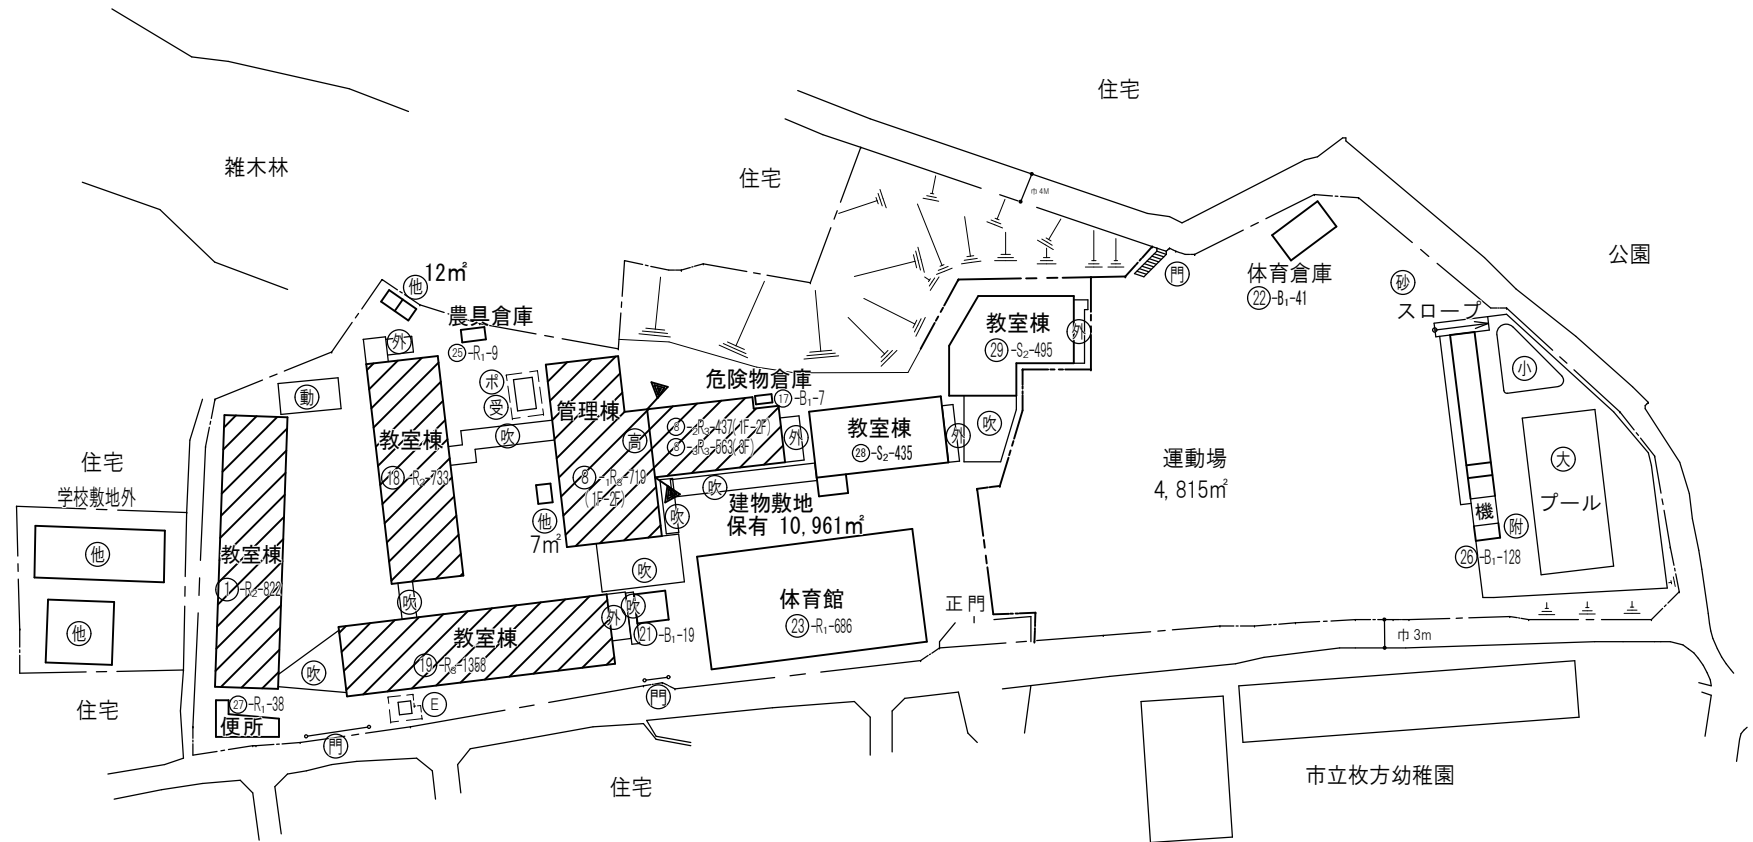 住宅
雑木林
住宅
巾4M
公園
門
体育倉庫
㉒-B₁-41
砂
スロープ
他
12㎡
農具倉庫
㉕-R₁-9
外
動
ポ
受
管理棟
危険物倉庫
⑰-B₁-7
教室棟
㉙-S₂-495
外
小
教室棟
⑱-R₂-733
吹
高
外
教室棟
㉘-S₂-435
外
吹
運動場
4,815㎡
大
プール
住宅
学校敷地外
⑧-₁R₃-719
(1F-2F)
吹
建物敷地
保有 10,961㎡
他
7㎡
吹
機
附
㉖-B₁-128
他
教室棟
①-R₂-822
吹
他
吹
体育館
㉓-R₁-686
正門
巾3m
教室棟
⑲-R₃-1358
外
吹
㉑-B₁-19
吹
㉗-R₁-38
便所
E
門
門
住宅
住宅
市立枚方幼稚園